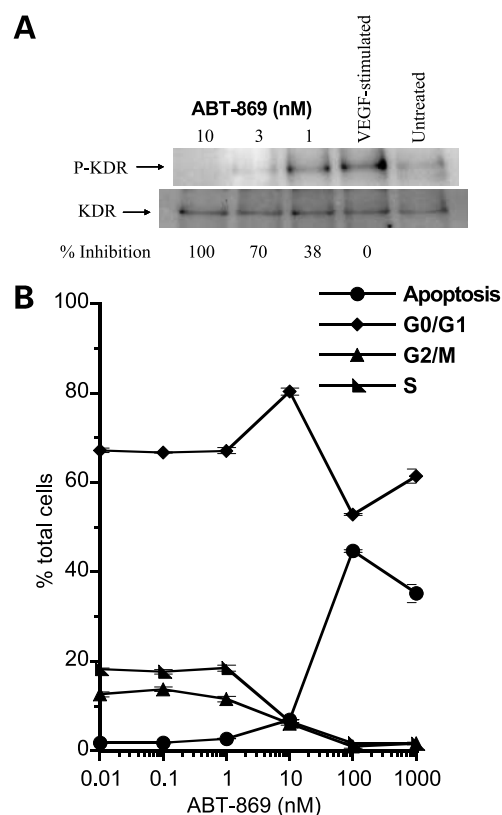 A
ABT-869 (nM)
VEGF-stimulated
Untreated
10 3 1
P-KDR
KDR
% Inhibition 100 70 38 0
B
100
80
60
40
20
0
% total cells
Apoptosis
G0/G1
G2/M
S
0.01 0.1 1 10 100 1000
ABT-869 (nM)